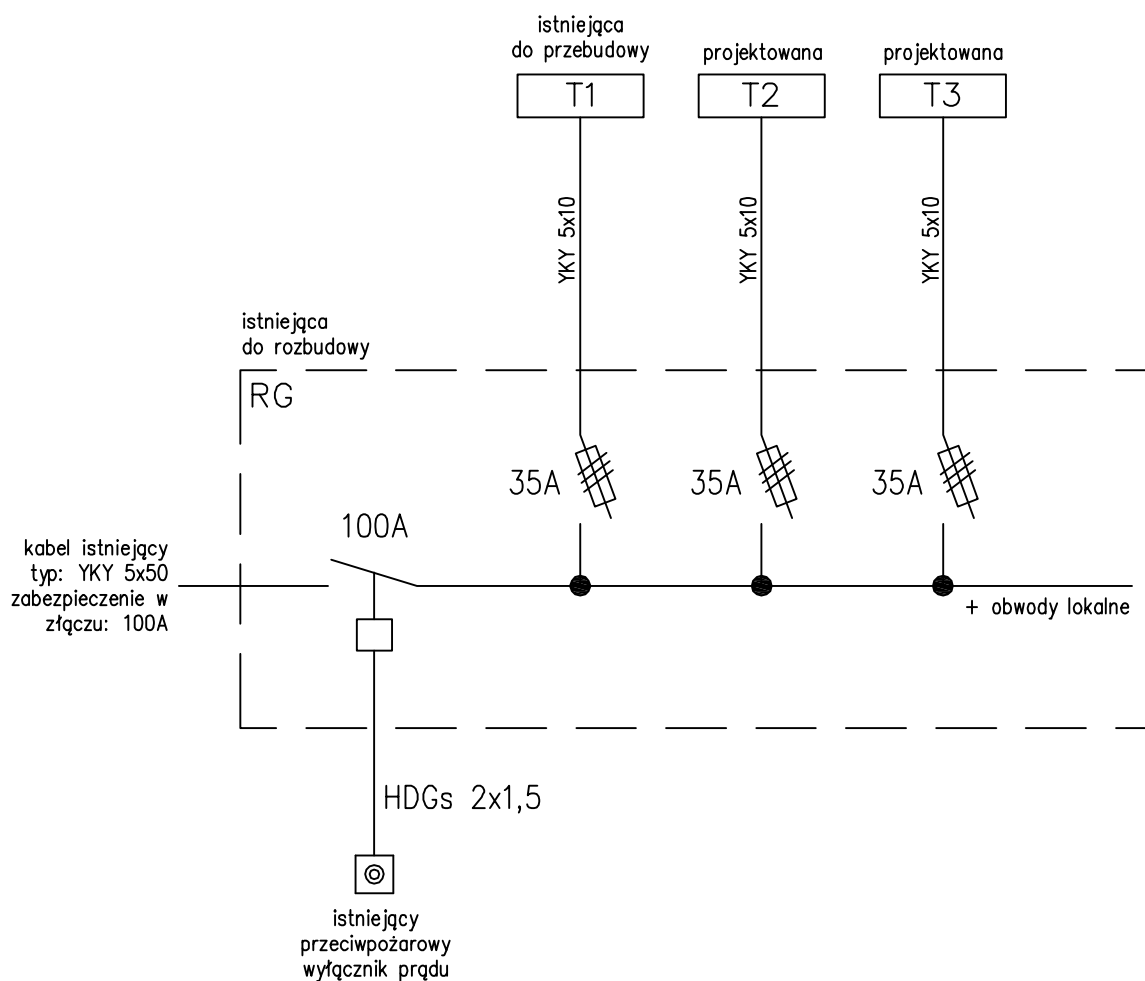 istniejąca
do przebudowy
projektowana
projektowana
T1
T2
T3
YKY 5x10
YKY 5x10
YKY 5x10
istniejąca
do rozbudowy
RG
35A
35A
35A
100A
kabel istniejący
typ: YKY 5x50
zabezpieczenie w
złączu: 100A
+ obwody lokalne
HDGs 2x1,5
istniejący
przeciwpożarowy
wyłącznik prądu